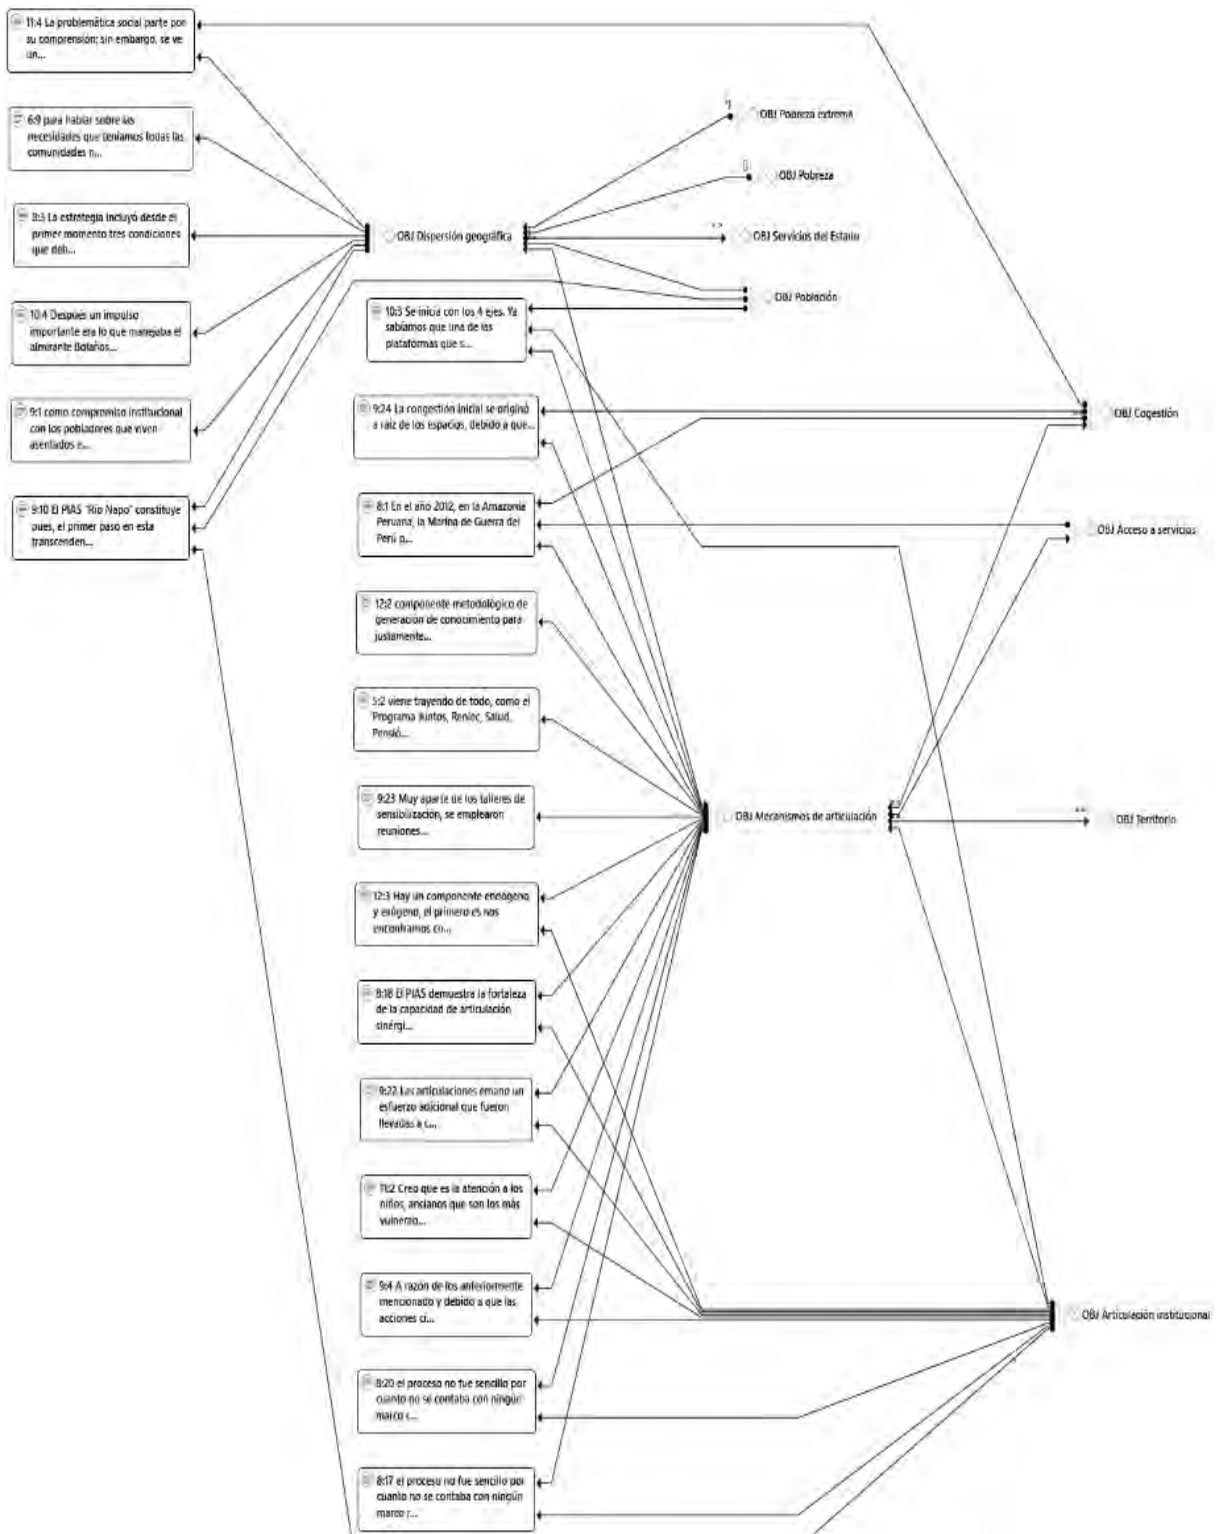 11:4 La problemática social parte por
su comprensión; sin embargo, se ve
un...
6:9 para hablar sobre las
necesidades que teníamos todas las
comunidades n...
8:3 La estrategia incluyó desde el
primer momento tres condiciones
que deb...
10:4 Después un impulso
importante era lo que manejaba el
almirante Bolaños...
9:1 como compromiso institucional
con los pobladores que viven
asentados e...
9:10 El PIAS "Río Napo" constituye
pues, el primer paso en esta
transcenden...
OBJ Dispersión geográfica
OBJ Pobreza extrema
OBJ Pobreza
OBJ Servicios del Estado
OBJ Población
10:3 Se inicia con los 4 ejes. Ya
sabíamos que una de las
plataformas que s...
9:24 La congestión inicial se originó
a raíz de los espacios, debido a que...
8:1 En el año 2012, en la Amazonía
Peruana, la Marina de Guerra del
Perú p...
12:2 componente metodológico de
generación de conocimiento para
justamente...
5:2 viene trayendo de todo, como el
Programa Juntos, Reniec, Salud,
Pensió...
9:23 Muy aparte de los talleres de
sensibilización, se emplearon
reuniones...
12:3 Hay un componente endógeno
y exógeno, el primero es nos
encontramos co...
8:18 El PIAS demuestra la fortaleza
de la capacidad de articulación
sinérgi...
9:22 Las articulaciones emano un
esfuerzo adicional que fueron
llevadas a c...
11:2 Creo que es la atención a los
niños, ancianos que son los más
vulnerab...
9:4 A razón de los anteriormente
mencionado y debido a que las
acciones cí...
8:20 el proceso no fue sencillo por
cuanto no se contaba con ningún
marco r...
8:17 el proceso no fue sencillo por
cuanto no se contaba con ningún
marco r...
OBJ Cogestión
OBJ Acceso a servicios
OBJ Mecanismos de articulación
OBJ Territorio
OBJ Articulación institucional